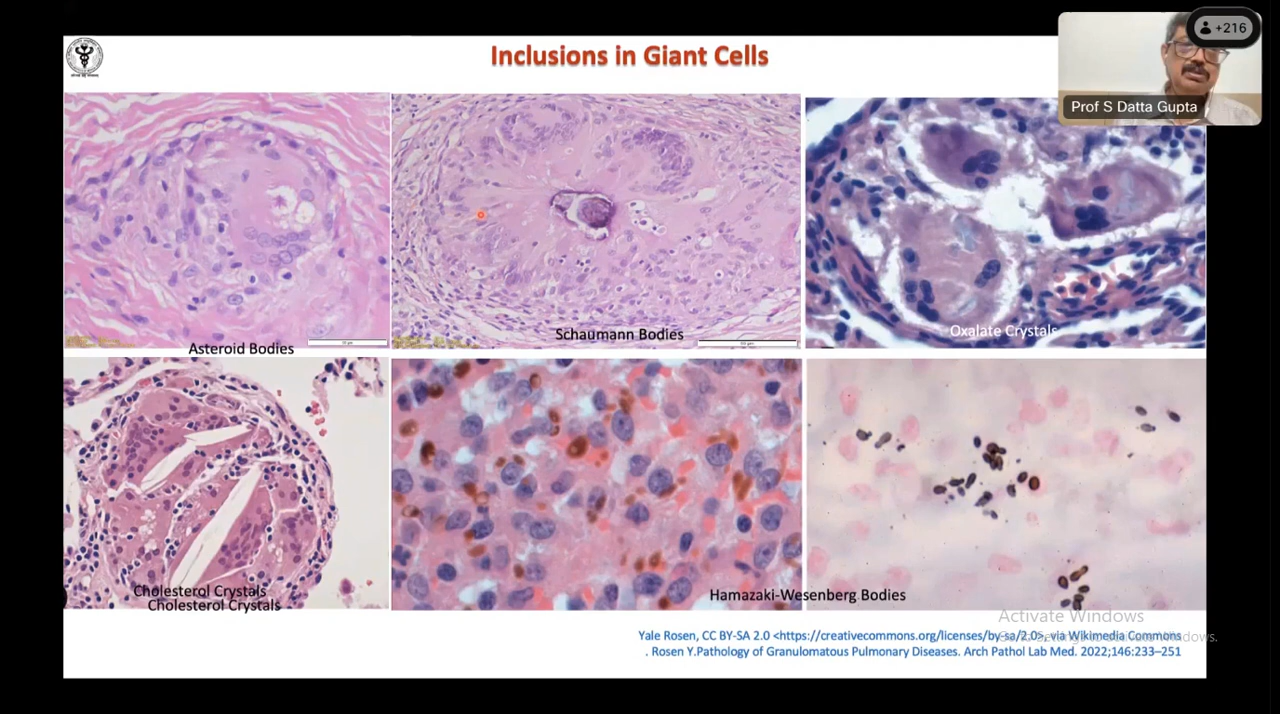 Inclusions in Giant Cells
+216
Prof S Datta Gupta
Asteroid Bodies
Schaumann Bodies
Oxalate Crystals
Cholesterol Crystals
Cholesterol Crystals
Hamazaki-Wesenberg Bodies
Activate Windows
Yale Rosen, CC BY-SA 2.0 <https://creativecommons.org/licenses/by-sa/2.0>, via Wikimedia Commons
. Rosen Y.Pathology of Granulomatous Pulmonary Diseases. Arch Pathol Lab Med. 2022;146:233–251